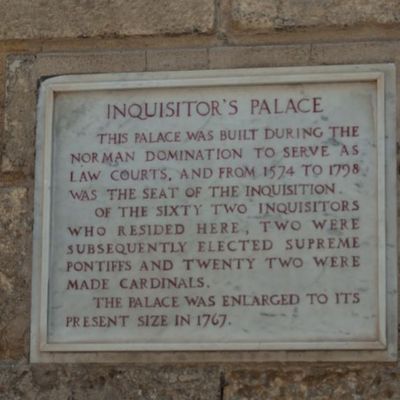 INQUISITOR'S PALACE
THIS PALACE WAS BUILT DURING THE
NORMAN DOMINATION TO SERVE AS
LAW COURTS, AND FROM 1574 TO 1798
WAS THE SEAT OF THE INQUISITION.
OF THE SIXTY TWO INQUISITORS
WHO RESIDED HERE, TWO WERE
SUBSEQUENTLY ELECTED SUPREME
PONTIFFS AND TWENTY TWO WERE
MADE CARDINALS.
THE PALACE WAS ENLARGED TO ITS
PRESENT SIZE IN 1767.